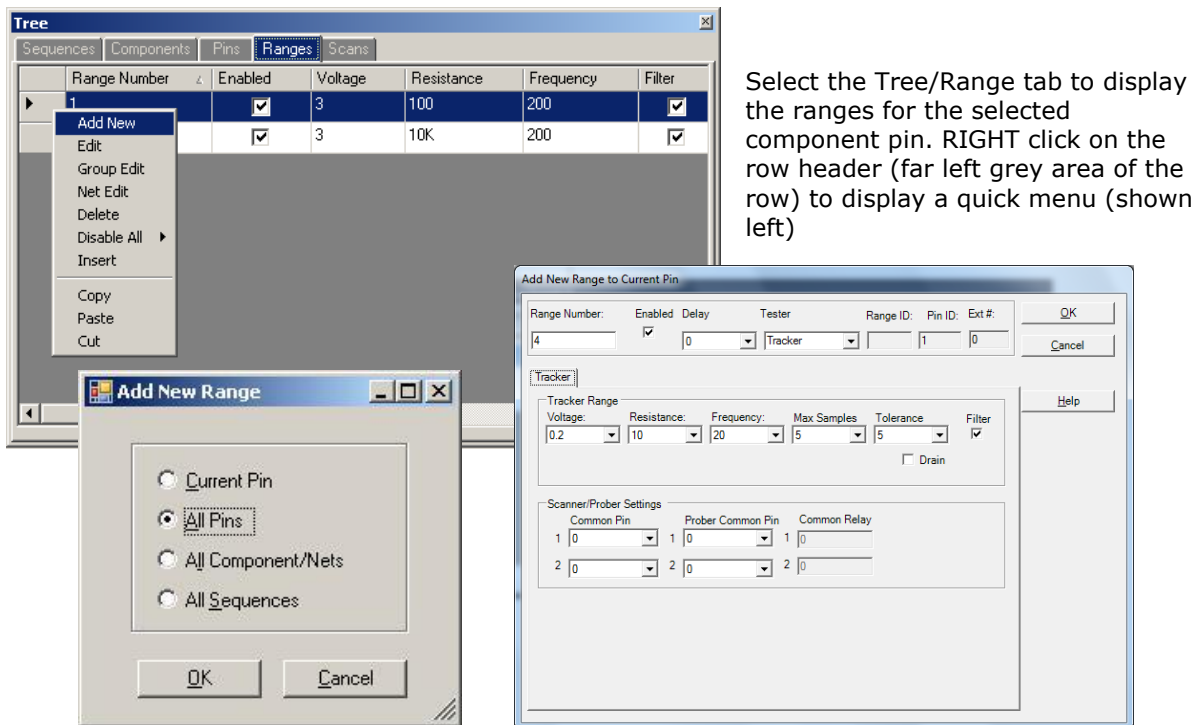 Tree
Sequences Components Pins Ranges Scans
Range Number Enabled Voltage Resistance Frequency Filter
1 3 100 200
3 10K 200
Add New
Edit
Group Edit
Net Edit
Delete
Disable All
Insert
Copy
Paste
Cut
Select the Tree/Range tab to display
the ranges for the selected
component pin. RIGHT click on the
row header (far left grey area of the
row) to display a quick menu (shown
left)
Add New Range
Current Pin
All Pins
All Component/Nets
All Sequences
OK Cancel
Add New Range to Current Pin
Range Number: Enabled Delay Tester Range ID: Pin ID: Ext #:
4 0 Tracker 1 0
OK
Cancel
Help
Tracker
Tracker Range
Voltage: Resistance: Frequency: Max Samples Tolerance Filter
0.2 10 20 5 5
Drain
Scanner/Prober Settings
Common Pin Prober Common Pin Common Relay
1 0 1 0 1 0
2 0 2 0 2 0